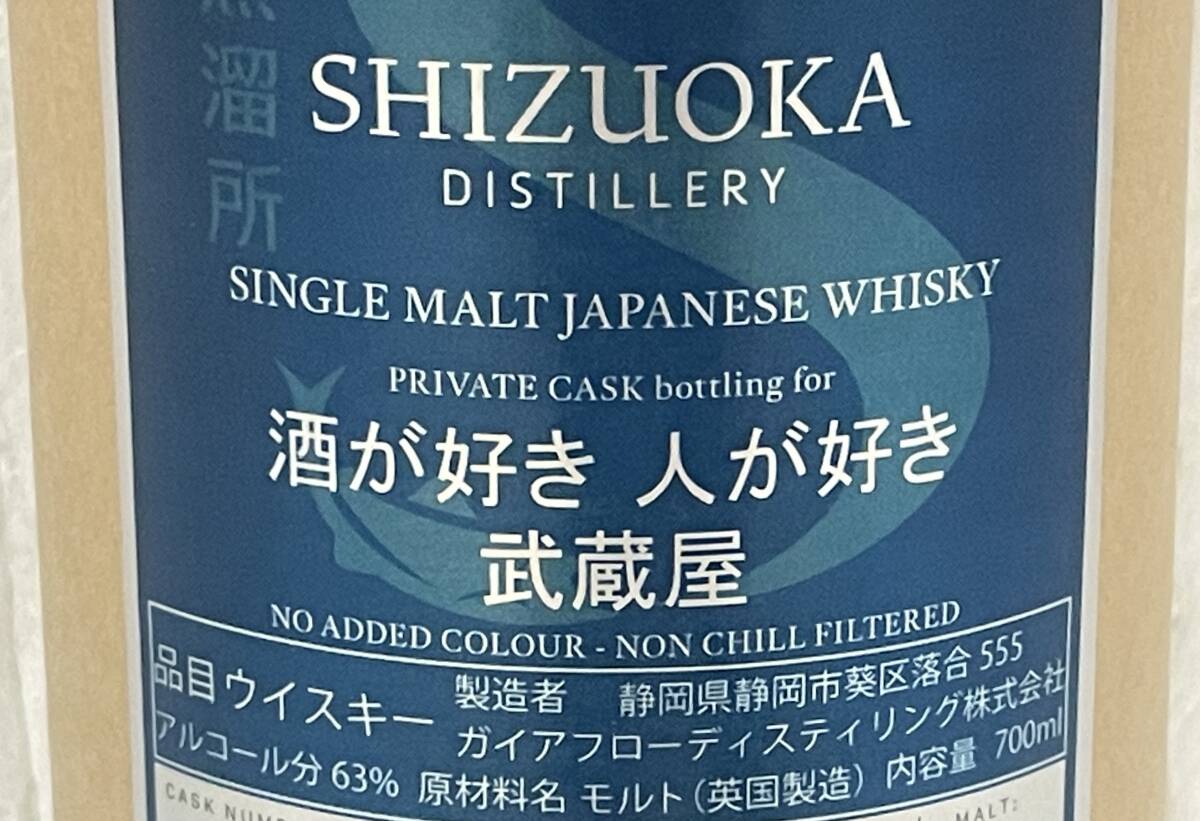 溜所
SHIZUOKA
DISTILLERY
SINGLE MALT JAPANESE WHISKY
PRIVATE CASK bottling for
酒が好き 人が好き
武蔵屋
NO ADDED COLOUR - NON CHILL FILTERED
品目 ウイスキー 製造者 静岡県静岡市葵区落合 555
ガイアフローディスティリング株式会社
アルコール分 63% 原材料名 モルト (英国製造) 内容量 700ml
CASK MALT: